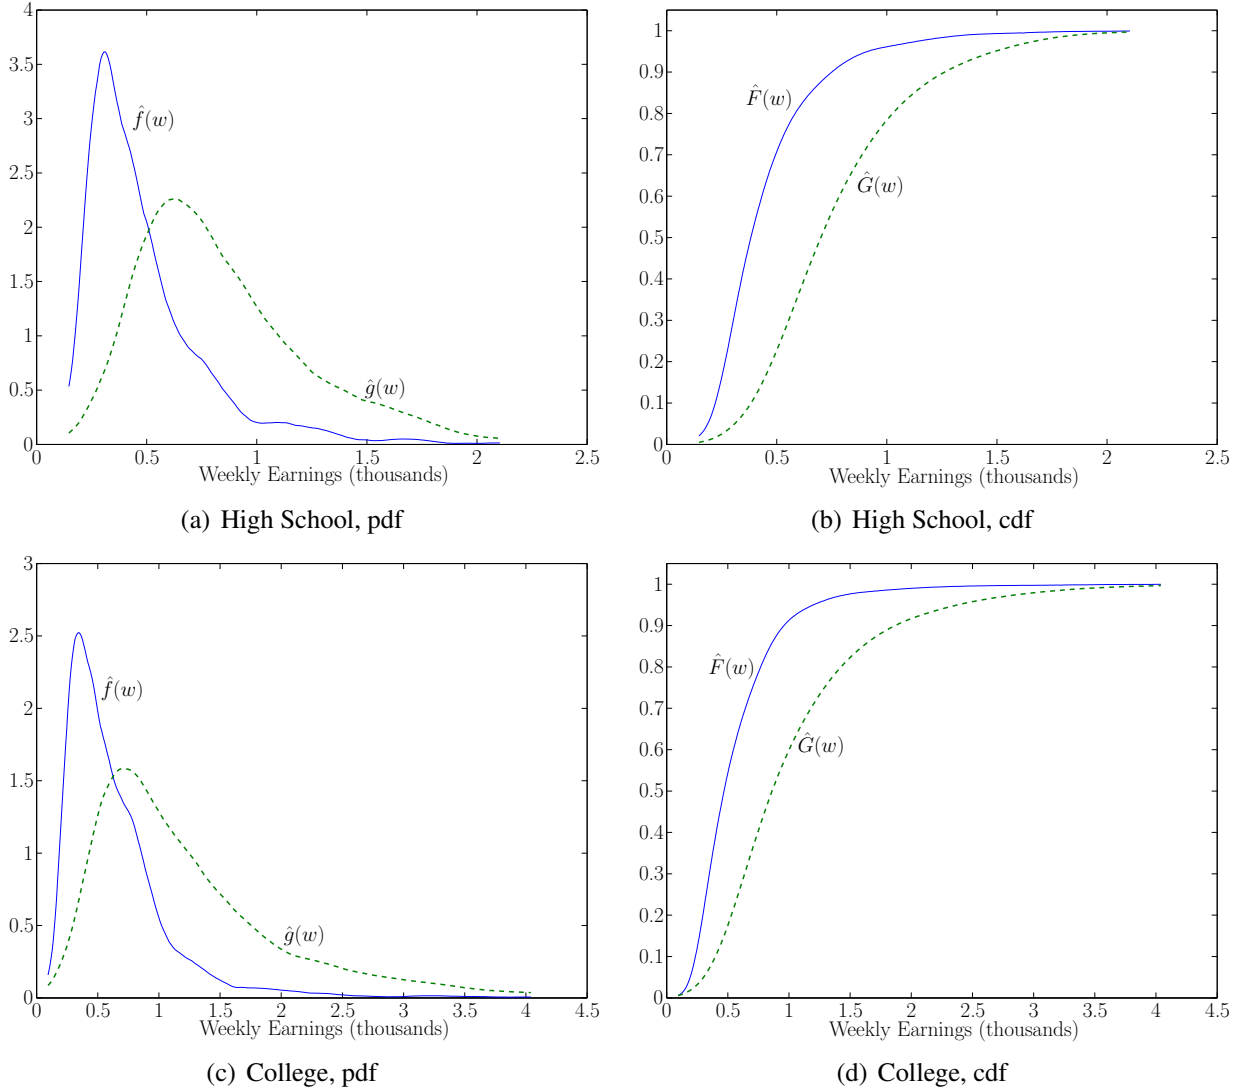 4
3.5
3
2.5
2
1.5
1
0.5
0
f̂(w)
ĝ(w)
0 0.5 1 1.5 2 2.5
Weekly Earnings (thousands)
(a) High School, pdf
1
0.9
0.8
0.7
0.6
0.5
0.4
0.3
0.2
0.1
0
F̂(w)
Ĝ(w)
0 0.5 1 1.5 2 2.5
Weekly Earnings (thousands)
(b) High School, cdf
3
2.5
2
1.5
1
0.5
0
f̂(w)
ĝ(w)
0 0.5 1 1.5 2 2.5 3 3.5 4 4.5
Weekly Earnings (thousands)
(c) College, pdf
1
0.9
0.8
0.7
0.6
0.5
0.4
0.3
0.2
0.1
0
F̂(w)
Ĝ(w)
0 0.5 1 1.5 2 2.5 3 3.5 4 4.5
Weekly Earnings (thousands)
(d) College, cdf